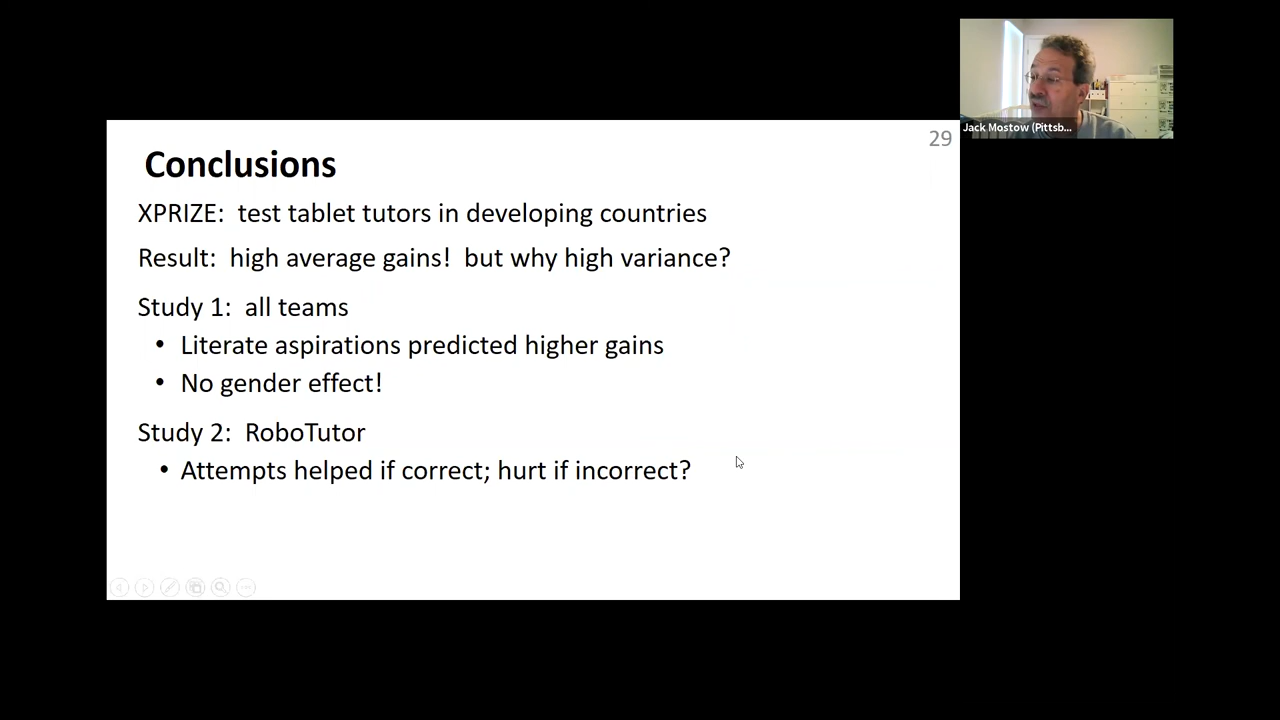 Jack Mostow (Pittsb...
29
Conclusions
XPRIZE: test tablet tutors in developing countries
Result: high average gains! but why high variance?
Study 1: all teams
• Literate aspirations predicted higher gains
• No gender effect!
Study 2: RoboTutor
• Attempts helped if correct; hurt if incorrect?